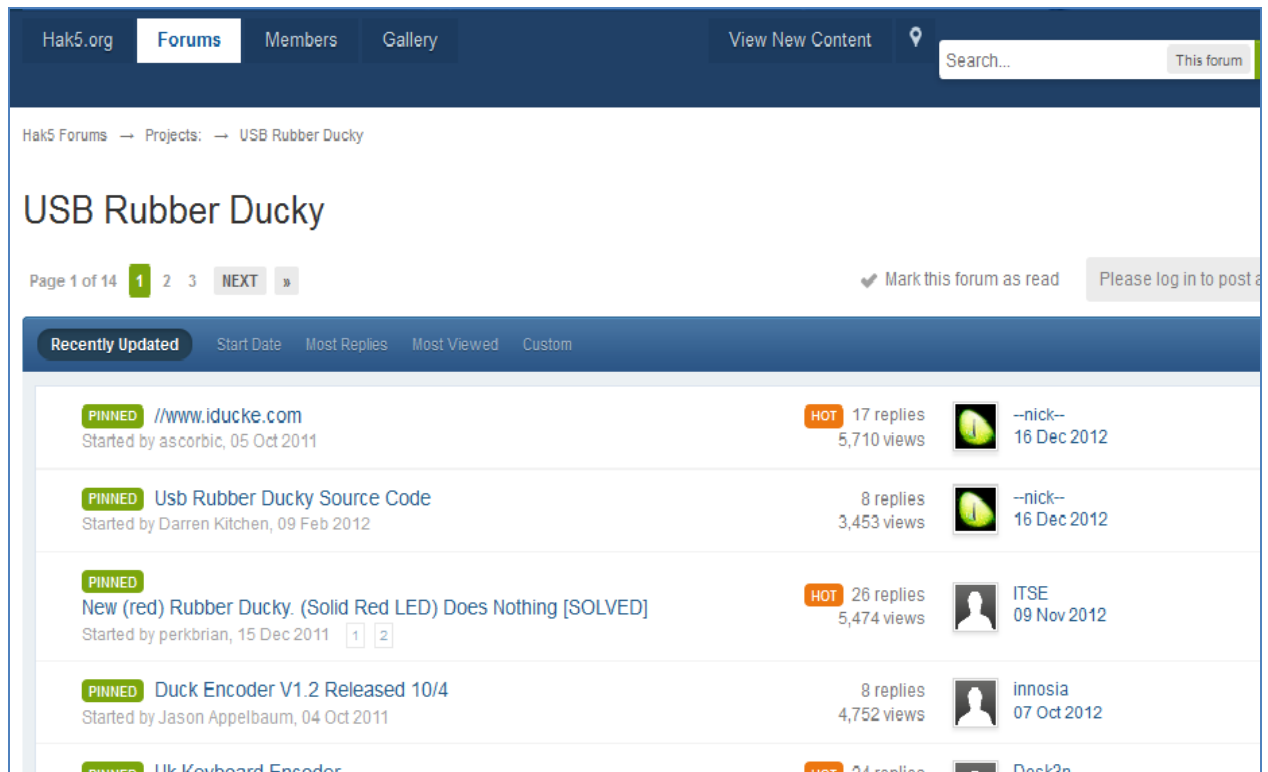 Hak5.org Forums Members Gallery View New Content
Search... This forum
Hak5 Forums → Projects: → USB Rubber Ducky
USB Rubber Ducky
Page 1 of 14 1 2 3 NEXT » Mark this forum as read Please log in to post a
Recently Updated Start Date Most Replies Most Viewed Custom
PINNED //www.iducke.com HOT 17 replies --nick--
Started by ascorbic, 05 Oct 2011 5,710 views 16 Dec 2012
PINNED Usb Rubber Ducky Source Code 8 replies --nick--
Started by Darren Kitchen, 09 Feb 2012 3,453 views 16 Dec 2012
PINNED
New (red) Rubber Ducky. (Solid Red LED) Does Nothing [SOLVED] HOT 26 replies ITSE
Started by perkbrian, 15 Dec 2011 1 2 5,474 views 09 Nov 2012
PINNED Duck Encoder V1.2 Released 10/4 8 replies innosia
Started by Jason Appelbaum, 04 Oct 2011 4,752 views 07 Oct 2012
PINNED Uk Keyboard Encoder HOT 24 replies